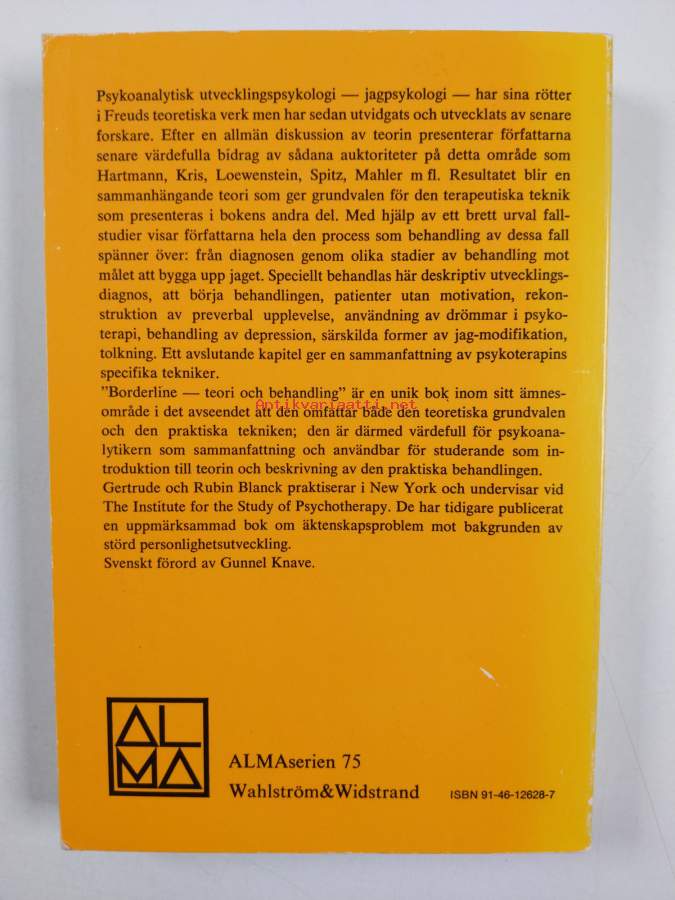 Psykoanalytisk utvecklingspsykologi — jagpsykologi — har sina rötter
i Freuds teoretiska verk men har sedan utvidgats och utvecklats av senare
forskare. Efter en allmän diskussion av teorin presenterar författarna
senare värdefulla bidrag av sådana auktoriteter på detta område som
Hartmann, Kris, Loewenstein, Spitz, Mahler m fl. Resultatet blir en
sammanhängande teori som ger grundvalen för den terapeutiska teknik
som presenteras i bokens andra del. Med hjälp av ett brett urval fall-
studier visar författarna hela den process som behandling av dessa fall
spänner över: från diagnosen genom olika stadier av behandling mot
målet att bygga upp jaget. Speciellt behandlas här deskriptiv utvecklings-
diagnos, att börja behandlingen, patienter utan motivation, rekon-
struktion av preverbal upplevelse, användning av drömmar i psyko-
terapi, behandling av depression, särskilda former av jag-modifikation,
tolkning. Ett avslutande kapitel ger en sammanfattning av psykoterapins
specifika tekniker.
"Borderline — teori och behandling" är en unik bok inom sitt ämnes-
område i det avseendet att den omfattar både den teoretiska grundvalen
Antikvariaatti.net
och den praktiska tekniken; den är därmed värdefull för psykoana-
lytikern som sammanfattning och användbar för studerande som in-
troduktion till teorin och beskrivning av den praktiska behandlingen.
Gertrude och Rubin Blanck praktiserar i New York och undervisar vid
The Institute for the Study of Psychotherapy. De har tidigare publicerat
en uppmärksammad bok om äktenskapsproblem mot bakgrunden av
störd personlighetsutveckling.
Svenskt förord av Gunnel Knave.
AL
MA
ALMAserien 75
Wahlström&Widstrand
ISBN 91-46-12628-7